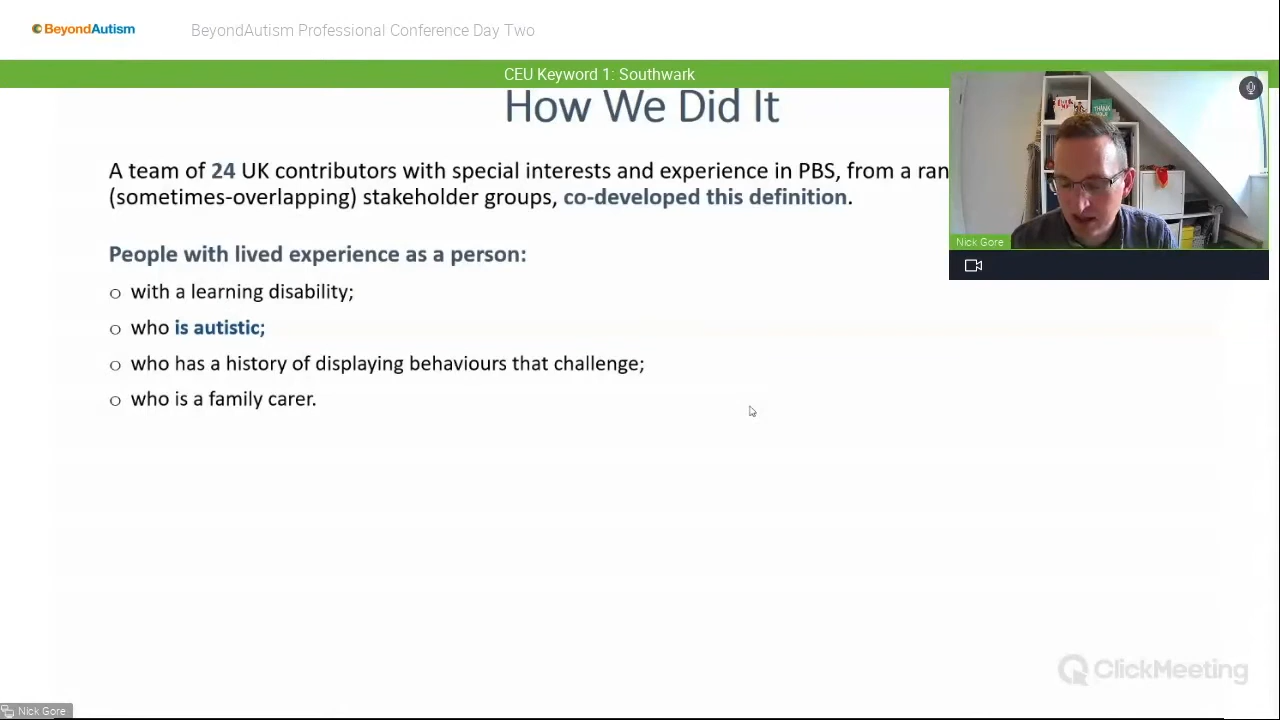 BeyondAutism
BeyondAutism Professional Conference Day Two
CEU Keyword 1: Southwark
How We Did It
A team of 24 UK contributors with special interests and experience in PBS, from a ran
(sometimes-overlapping) stakeholder groups, co-developed this definition.
People with lived experience as a person:
o with a learning disability;
o who is autistic;
o who has a history of displaying behaviours that challenge;
o who is a family carer.
Nick Gore
ClickMeeting
Nick Gore